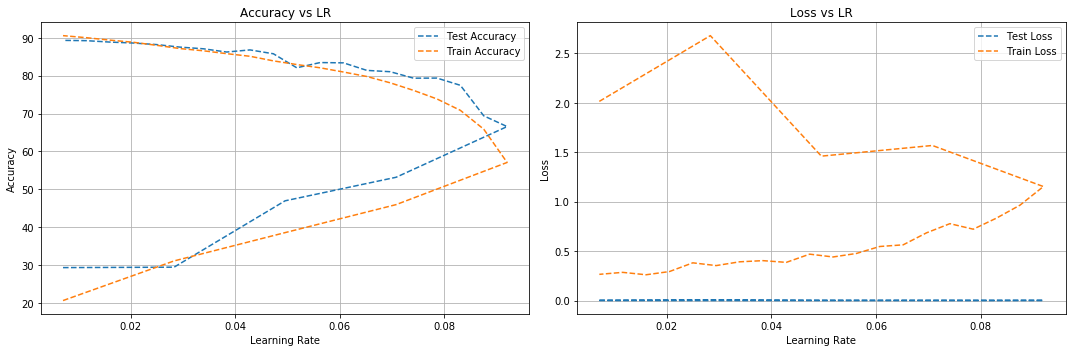 Accuracy vs LR
Test Accuracy
Train Accuracy
90
80
70
60
50
40
30
20
Accuracy
0.02 0.04 0.06 0.08
Learning Rate
Loss vs LR
Test Loss
Train Loss
2.5
2.0
1.5
1.0
0.5
0.0
Loss
0.02 0.04 0.06 0.08
Learning Rate